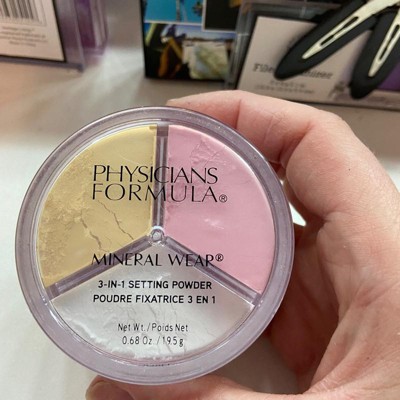 PHYSICIANS
FORMULA®
MINERAL WEAR®
3-IN-1 SETTING POWDER
POUDRE FIXATRICE 3 EN 1
Net Wt./Poids Net
0.68 Oz. / 19.5g